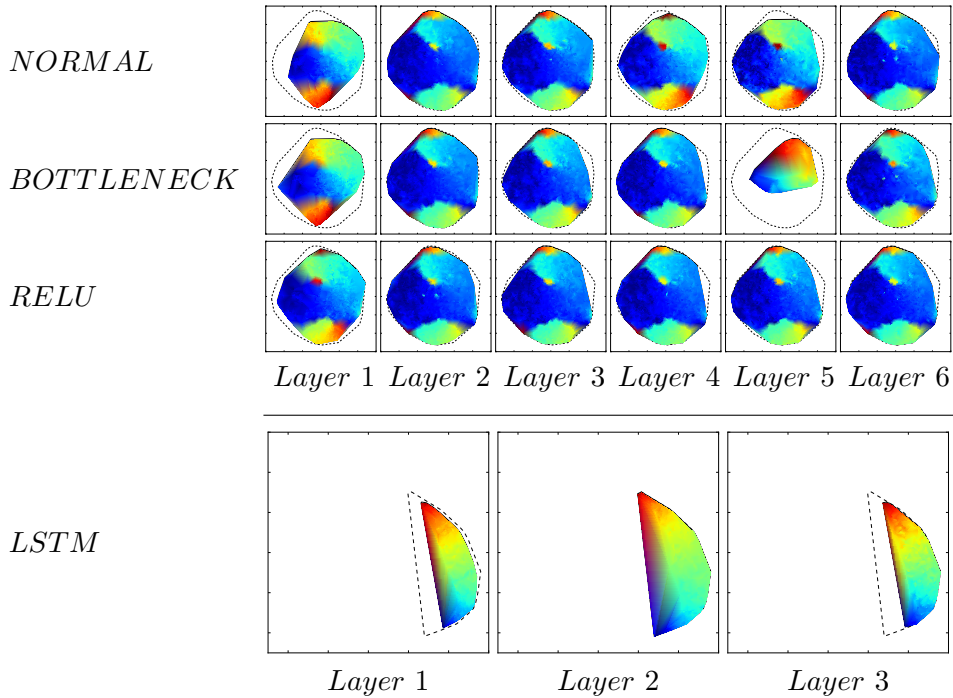 NORMAL
BOTTLENECK
RELU
Layer 1 Layer 2 Layer 3 Layer 4 Layer 5 Layer 6
LSTM
Layer 1 Layer 2 Layer 3